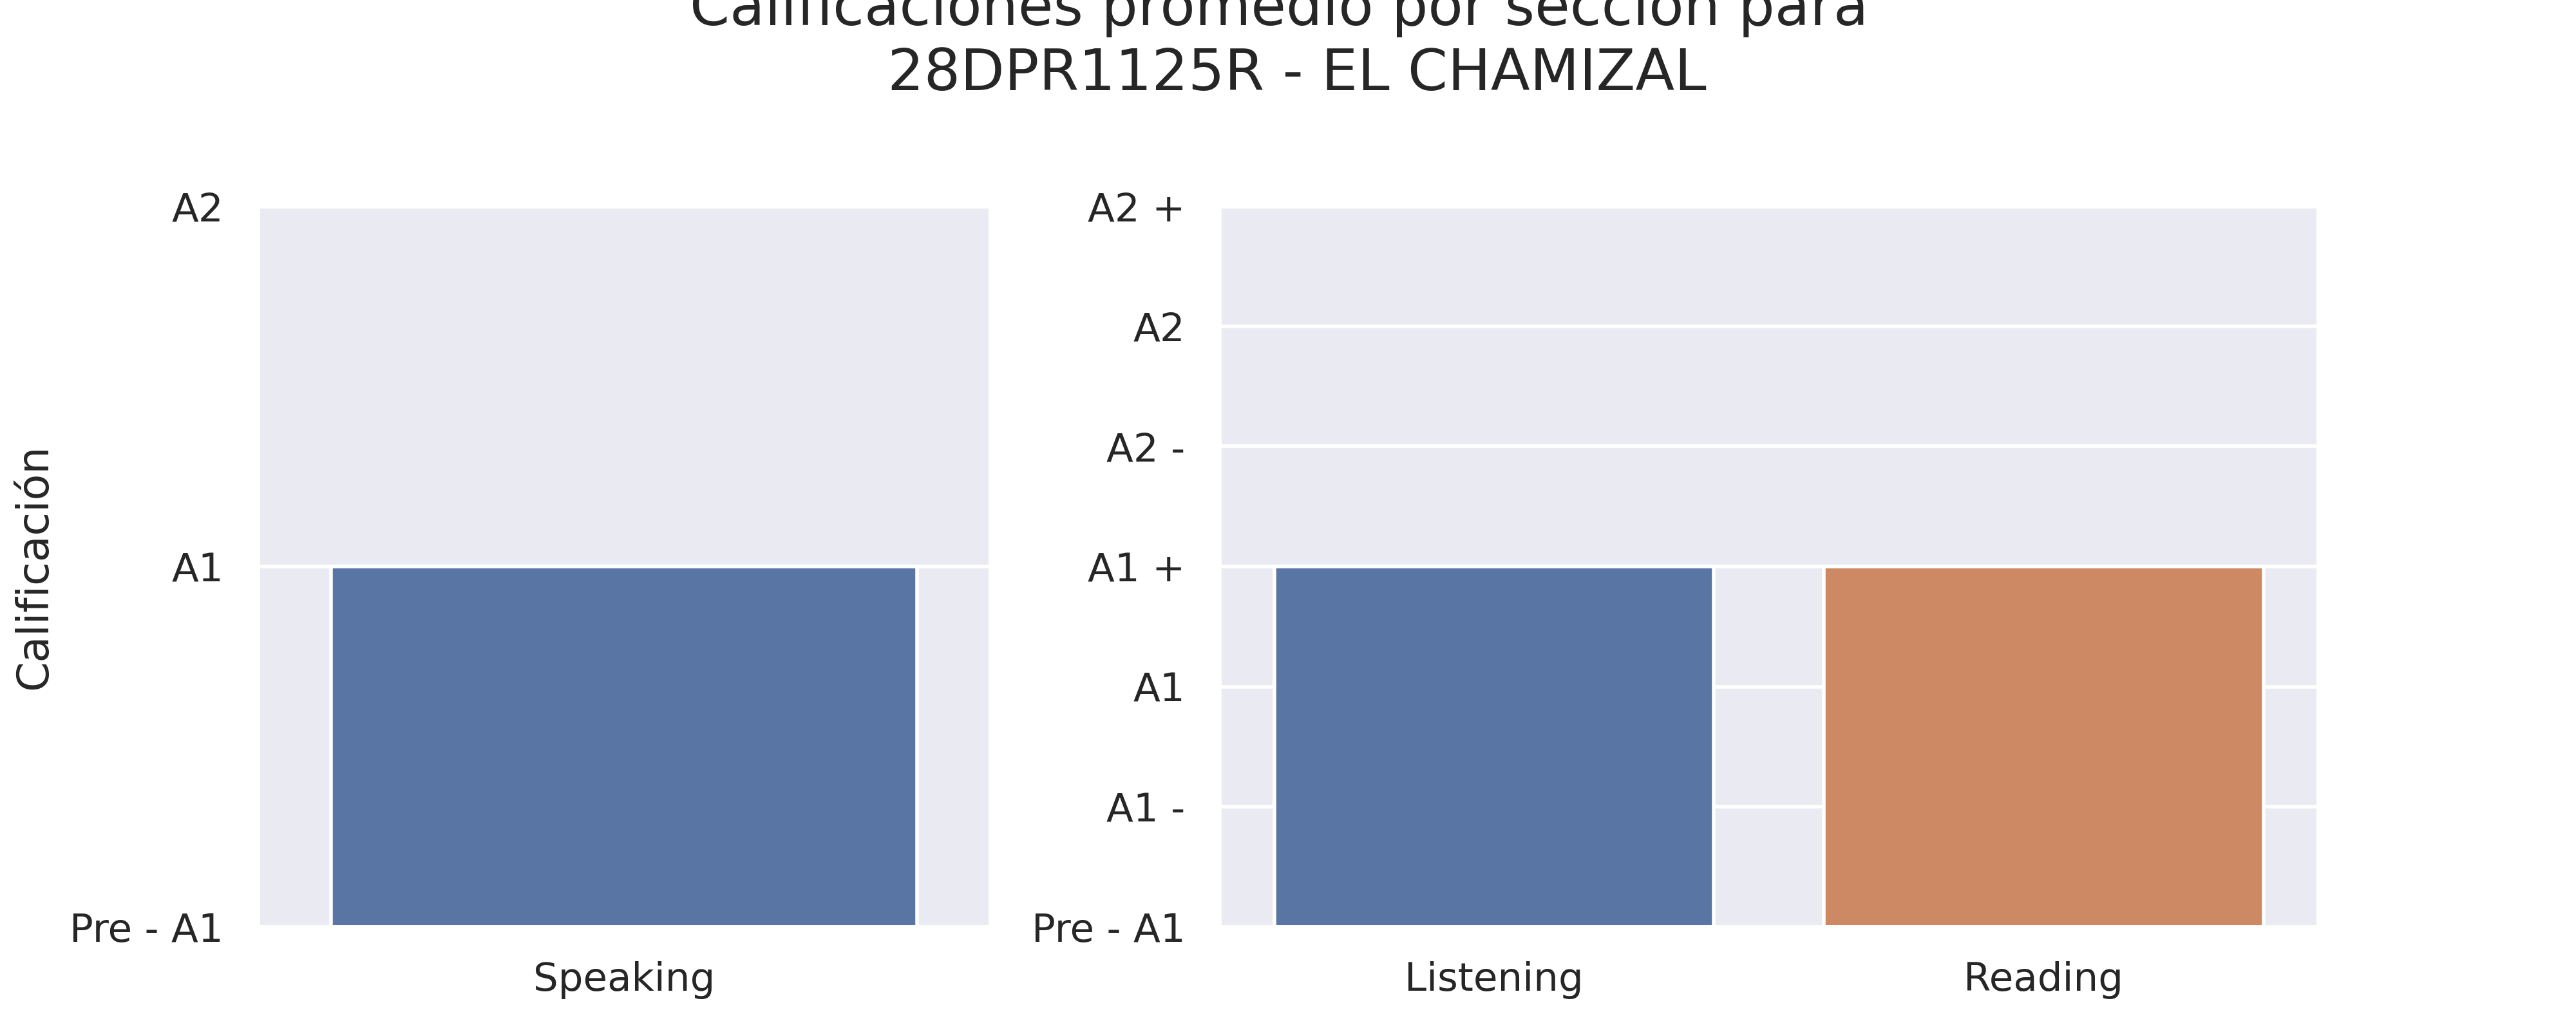 Calificaciones promedio por sección para
28DPR1125R - EL CHAMIZAL
Calificación
A2
A1
Pre - A1
Speaking
A2 +
A2
A2 -
A1 +
A1
A1 -
Pre - A1
Listening
Reading